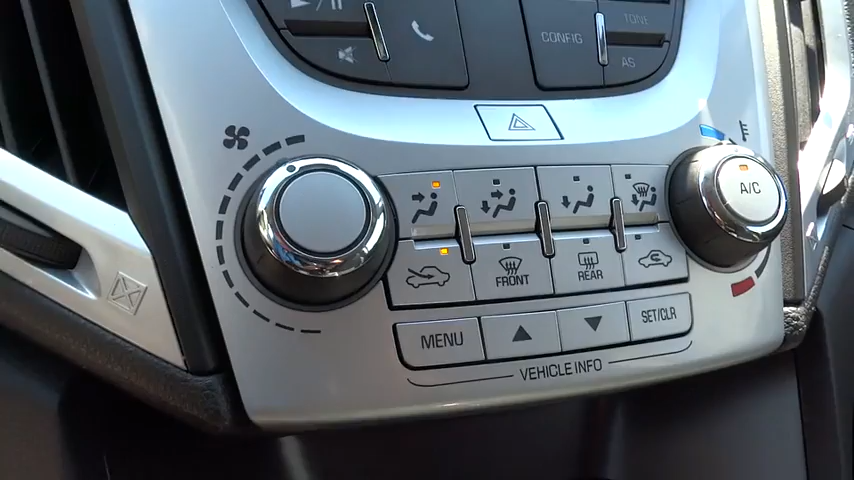 CONFIG
TONE
AS
A/C
FRONT
REAR
MENU
SET/CLR
VEHICLE INFO